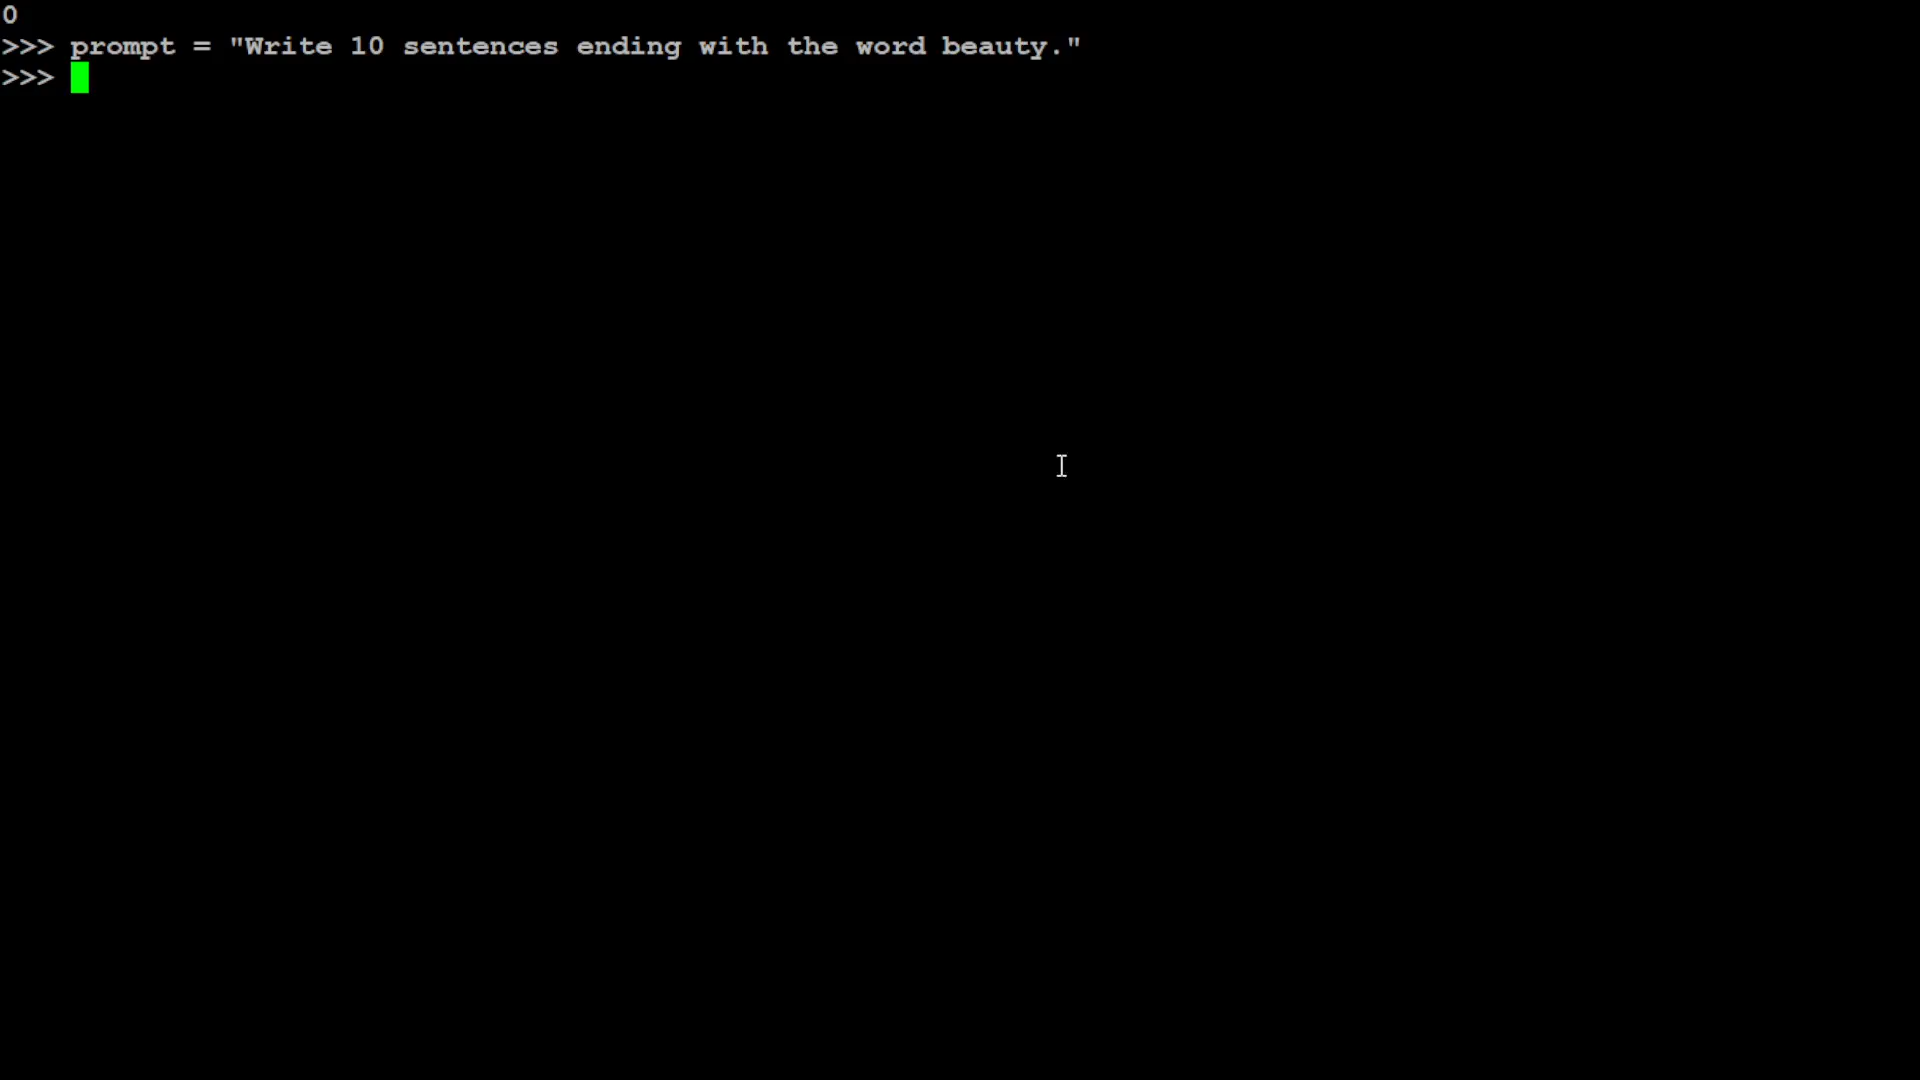 0
>>> prompt = "Write 10 sentences ending with the word beauty."
>>>